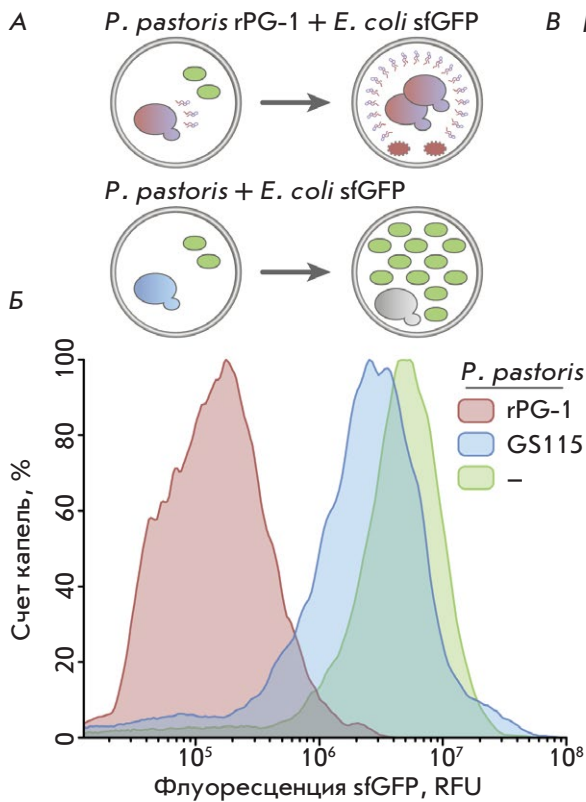 А
P. pastoris rPG-1 + E. coli sfGFP
В
P. pastoris + E. coli sfGFP
Б
100
80
60
40
20
0
Счет капель, %
10⁵
10⁶
10⁷
10⁸
Флуоресценция sfGFP, RFU
P. pastoris
rPG-1
GS115
–